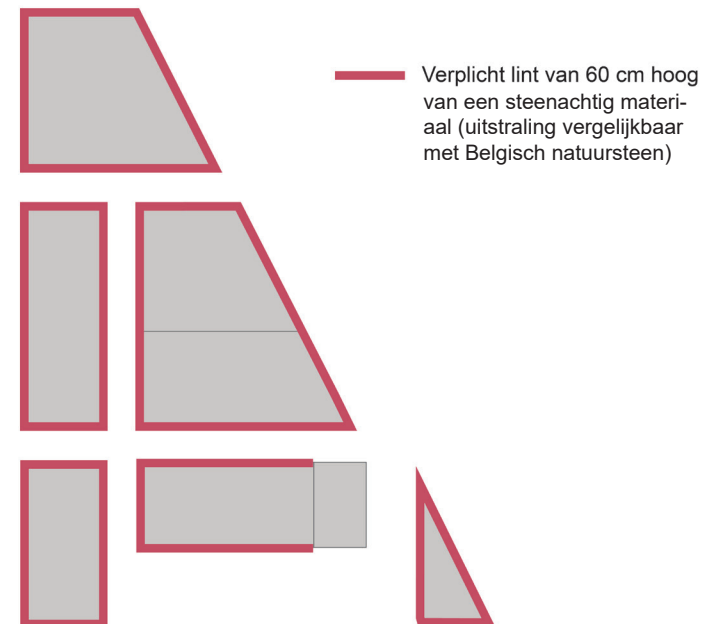 Verplicht lint van 60 cm hoog
van een steenachtig materi-
aal (uitstraling vergelijkbaar
met Belgisch natuursteen)